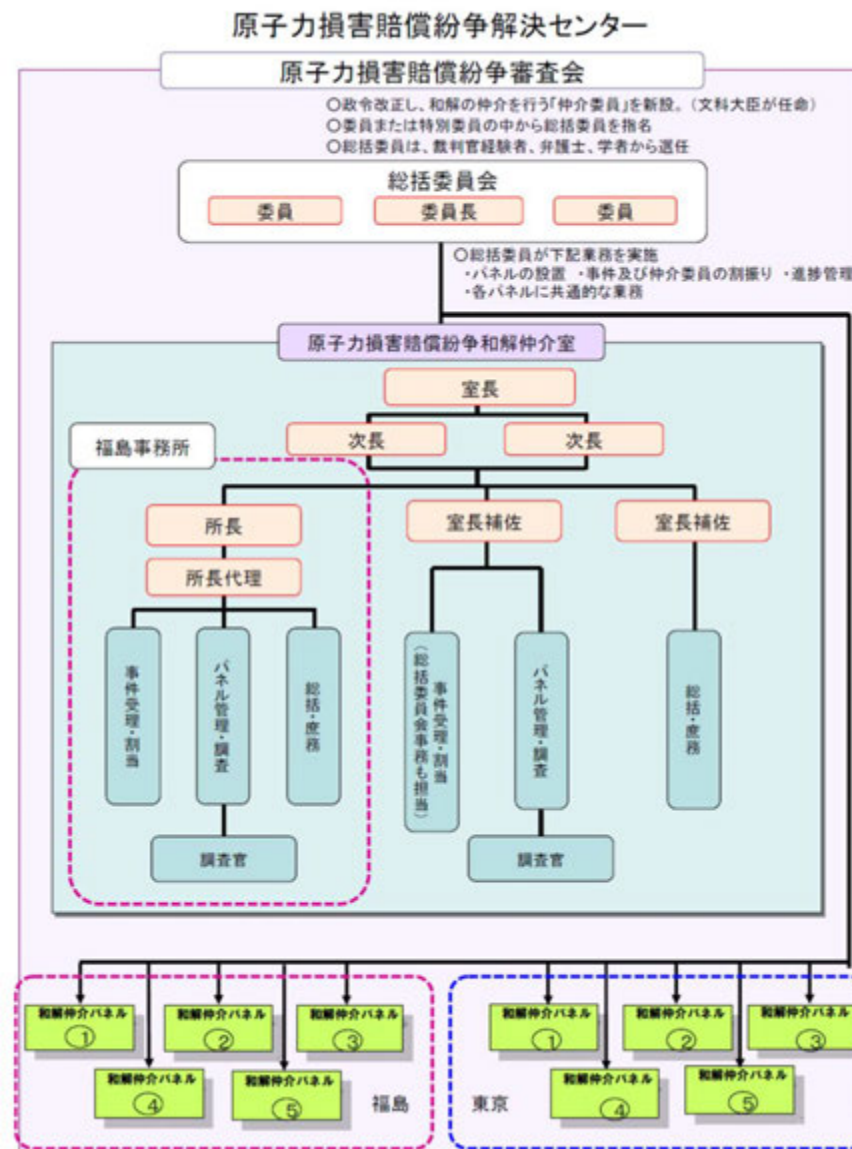 原子力損害賠償紛争解決センター
原子力損害賠償紛争審査会
○政令改正し、和解の仲介を行う「仲介委員」を新設。（文科大臣が任命）
○委員または特別委員の中から総括委員を指名
○総括委員は、裁判官経験者、弁護士、学者から選任
総括委員会
委員
委員長
委員
○総括委員が下記業務を実施
・パネルの設置 ・事件及び仲介委員の割振り ・進捗管理
・各パネルに共通的な業務
原子力損害賠償紛争和解仲介室
室長
次長
次長
福島事務所
所長
室長補佐
室長補佐
所長代理
事件受理・割当
パネル管理・調査
総括・庶務
事件受理・割当
（総括委員会事務も担当）
パネル管理・調査
総括・庶務
調査官
調査官
和解仲介パネル
①
和解仲介パネル
②
和解仲介パネル
③
和解仲介パネル
④
和解仲介パネル
⑤
福島
東京
和解仲介パネル
①
和解仲介パネル
②
和解仲介パネル
③
和解仲介パネル
④
和解仲介パネル
⑤